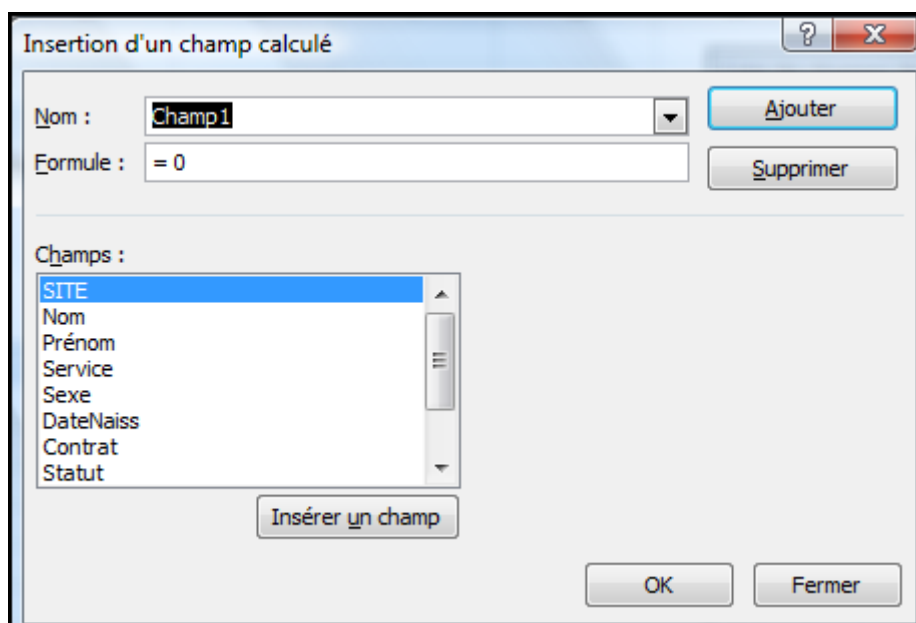 Insertion d'un champ calculé
Nom : Champ1 Ajouter
Formule : = 0 Supprimer
Champs :
SITE
Nom
Prénom
Service
Sexe
DateNaiss
Contrat
Statut
Insérer un champ
OK Fermer